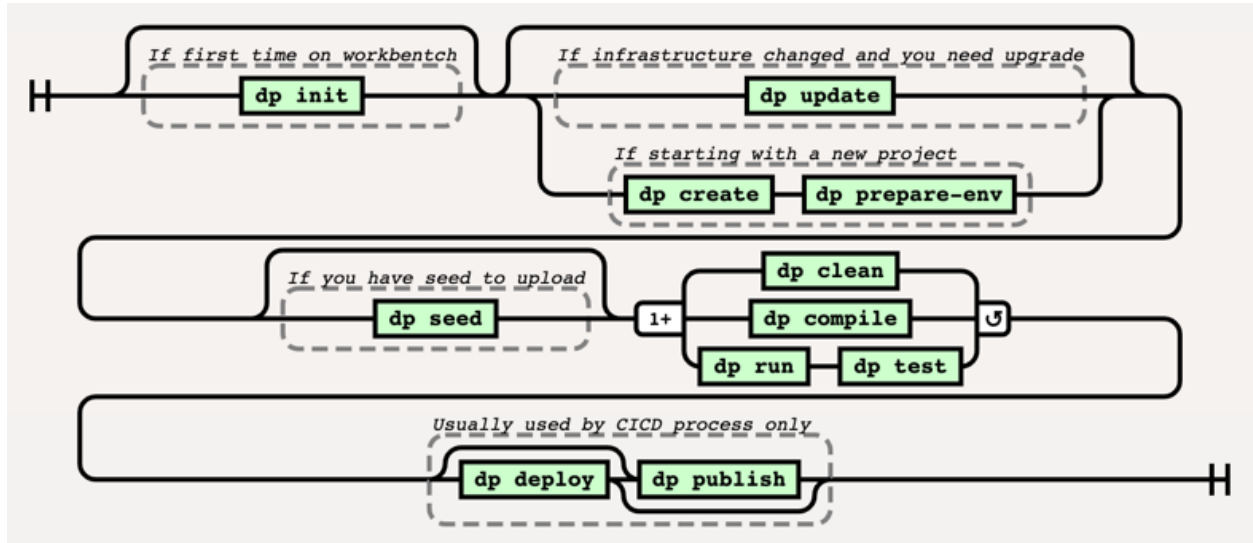 If first time on workbentch
dp init
If infrastructure changed and you need upgrade
dp update
If starting with a new project
dp create
dp prepare-env
If you have seed to upload
dp seed
1+
dp clean
dp compile
dp run
dp test
↺
Usually used by CICD process only
dp deploy
dp publish